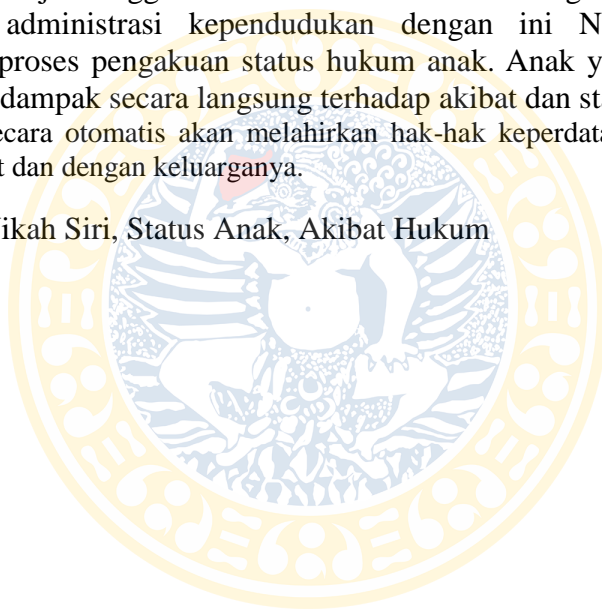 administrasi kependudukan dengan ini N
proses pengakuan status hukum anak. Anak y
dampak secara langsung terhadap akibat dan sta
ecara otomatis akan melahirkan hak-hak keperdata
t dan dengan keluarganya.
ikah Siri, Status Anak, Akibat Hukum